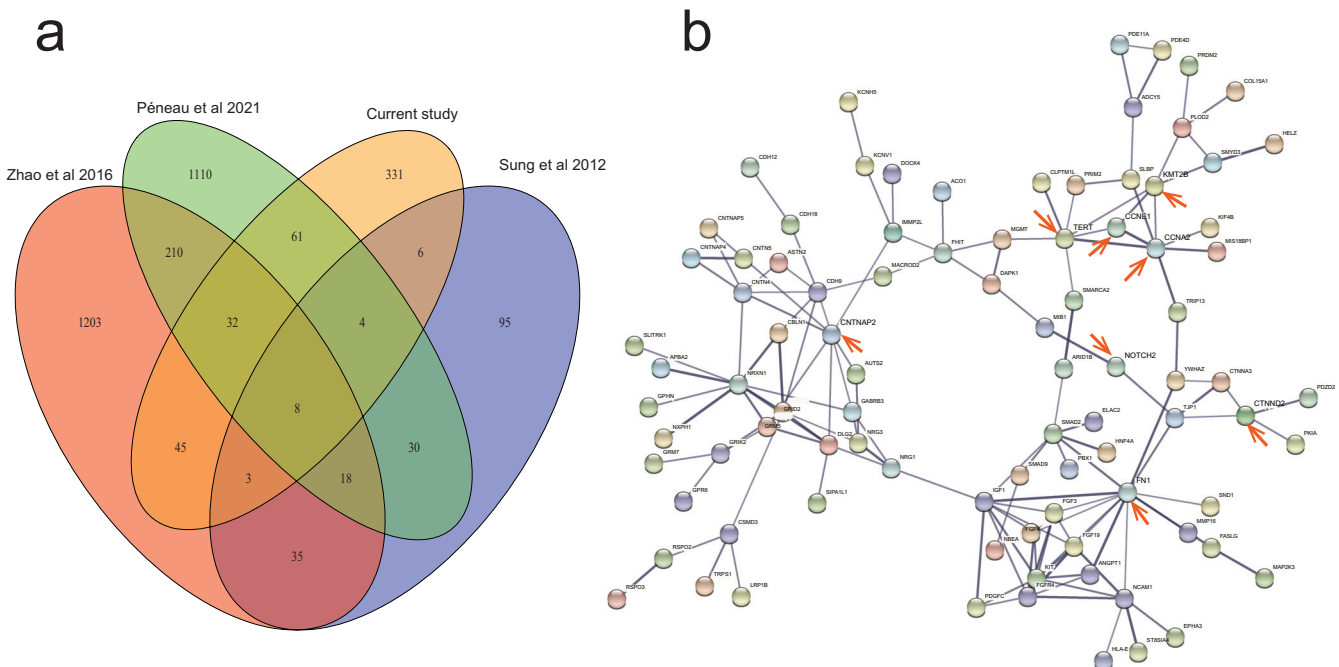 a
b
Péneau et al 2021
Current study
Zhao et al 2016
Sung et al 2012
1110
331
210
61
6
1203
32
4
95
8
45
30
3
18
35
PDE11A
PDE4D
PRDM2
COL15A1
KCNH5
ADCY5
PLOD2
HELZ
SMYD3
CDH12
KCNV1
DOCK4
ACO1
CLPTM1L
PRIM2
SLBP
KMT2B
CNTNAP5
CDH18
IMMP2L
MGMT
TERT
CCNE1
CCNA2
KIF4B
MIS18BP1
CNTNAP4
CNTN5
ASTN2
FHIT
CNTN4
CDH9
MACROD2
DAPK1
SMARCA2
TRIP13
SLITRK1
CBLN1
CNTNAP2
MIB1
APBA2
AUTS2
ARID1B
NOTCH2
NRXN1
YWHAZ
CTNNA3
GPHN
GRID2
GABRB3
TJP1
CTNND2
PDZD2
NXPH1
GRM5
DLG2
NRG3
SMAD2
ELAC2
PKIA
GRM7
GRIK2
NRG1
HNF4A
SMAD9
PBX1
GPR6
SIPA1L1
IGF1
FN1
SND1
FGF3
CSMD3
NBEA
FGF19
MMP16
RSPO2
FASLG
KIT
ANGPT1
RSPO3
TRPS1
LRP1B
PDGFC
FGFR4
NCAM1
MAP2K3
EPHA3
HLA-E
ST8SIA4